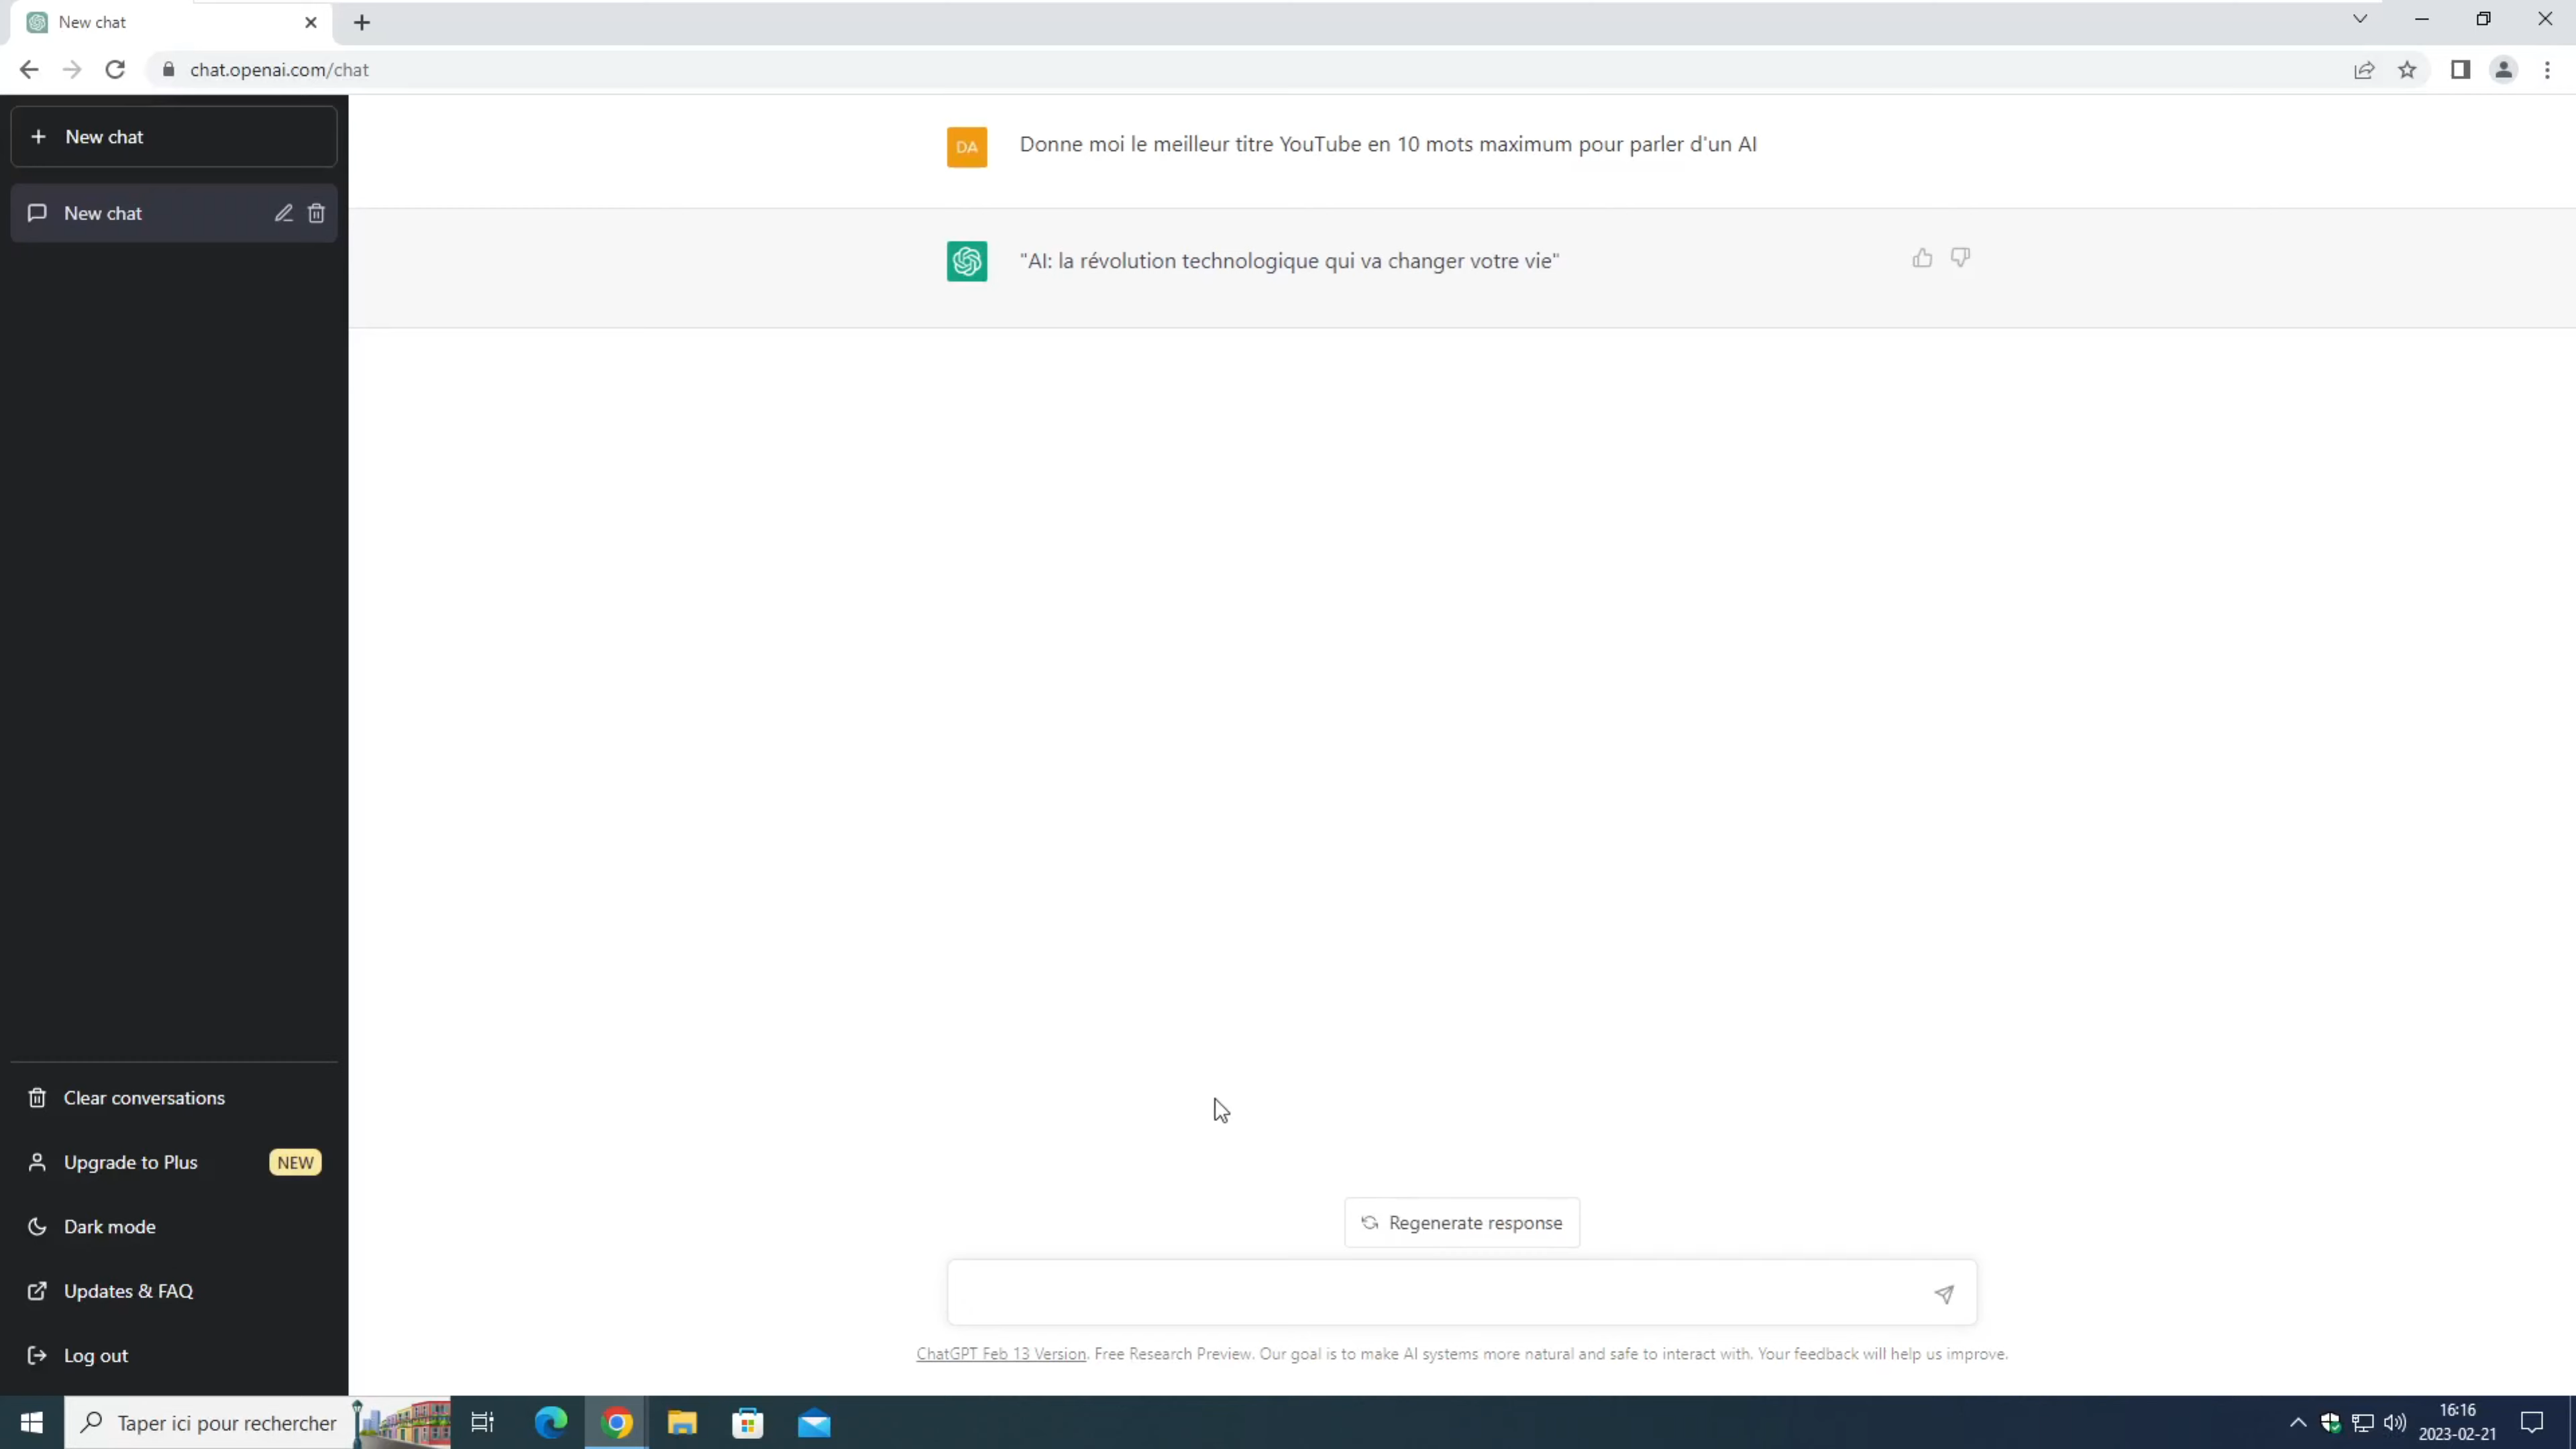 New chat
chat.openai.com/chat
New chat
New chat
DA
Donne moi le meilleur titre YouTube en 10 mots maximum pour parler d'un AI
"AI: la révolution technologique qui va changer votre vie"
Clear conversations
Upgrade to Plus NEW
Dark mode
Updates & FAQ
Log out
Regenerate response
ChatGPT Feb 13 Version. Free Research Preview. Our goal is to make AI systems more natural and safe to interact with. Your feedback will help us improve.
Taper ici pour rechercher
16:16
2023-02-21